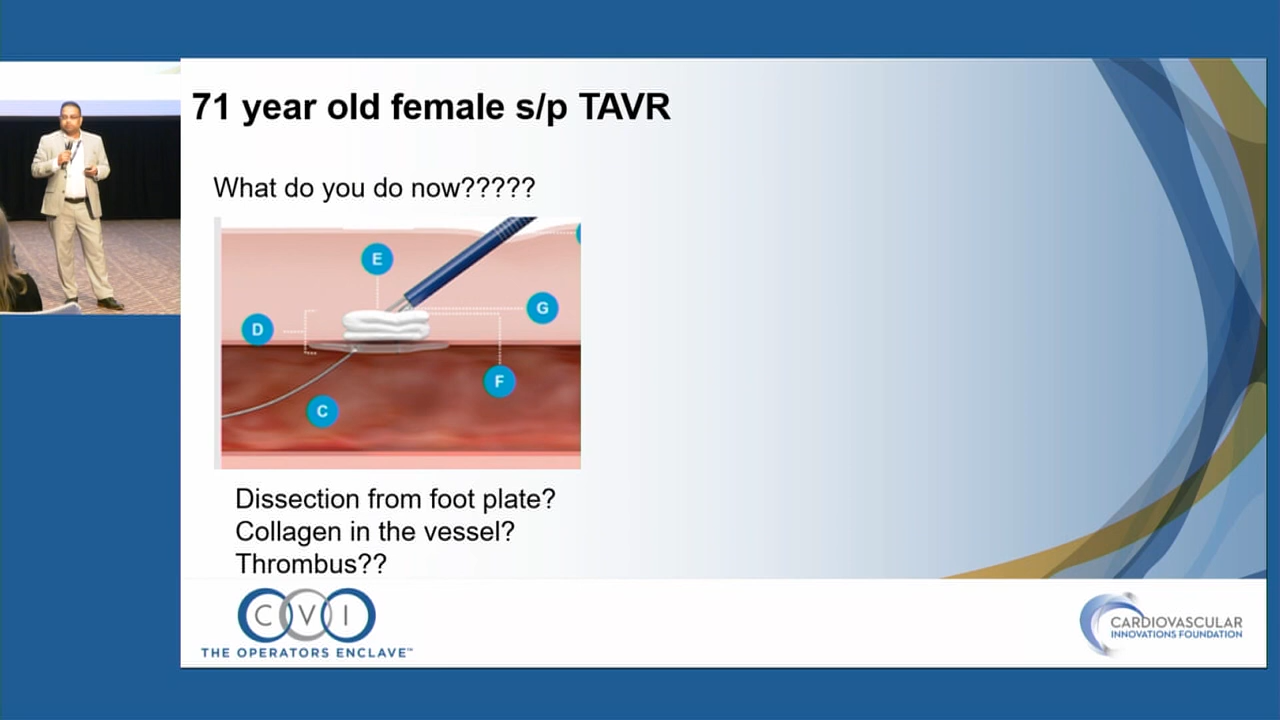 71 year old female s/p TAVR
What do you do now?????
E
G
D
F
C
Dissection from foot plate?
Collagen in the vessel?
Thrombus??
C V I
THE OPERATORS ENCLAVE™
CARDIOVASCULAR
INNOVATIONS FOUNDATION